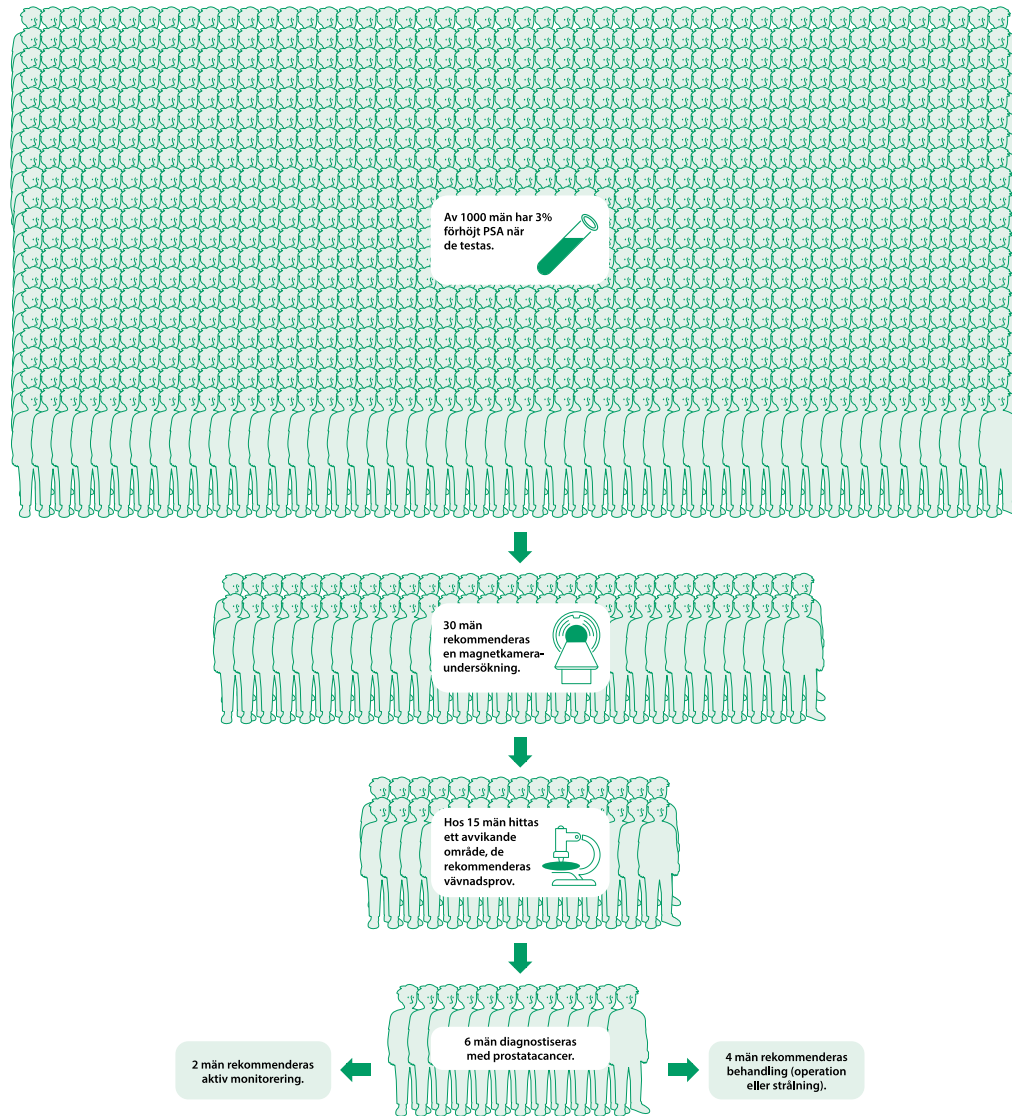 Av 1000 män har 3%
förhöjt PSA när
de testas.
30 män
rekommenderas
en magnetkamera-
undersökning.
Hos 15 män hittas
ett avvikande
område, de
rekommenderas
vävnadsprov.
6 män diagnostiseras
med prostatacancer.
2 män rekommenderas
aktiv monitorering.
4 män rekommenderas
behandling (operation
eller strålning).